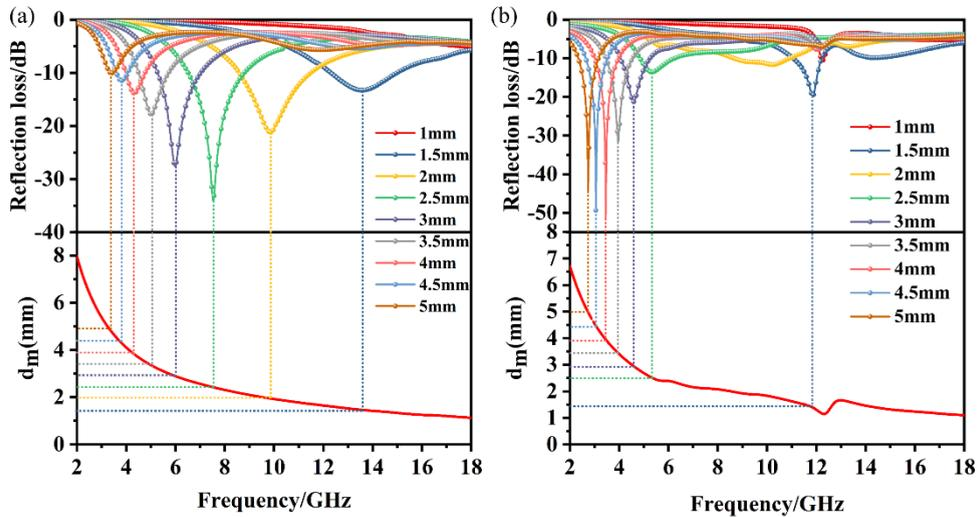 (a)
Reflection loss/dB
0
-10
-20
-30
-40
1mm
1.5mm
2mm
2.5mm
3mm
3.5mm
4mm
4.5mm
5mm
dm(mm)
8
6
4
2
0
2 4 6 8 10 12 14 16 18
Frequency/GHz
(b)
Reflection loss/dB
0
-10
-20
-30
-40
-50
1mm
1.5mm
2mm
2.5mm
3mm
3.5mm
4mm
4.5mm
5mm
dm(mm)
8
7
6
5
4
3
2
1
0
2 4 6 8 10 12 14 16 18
Frequency/GHz